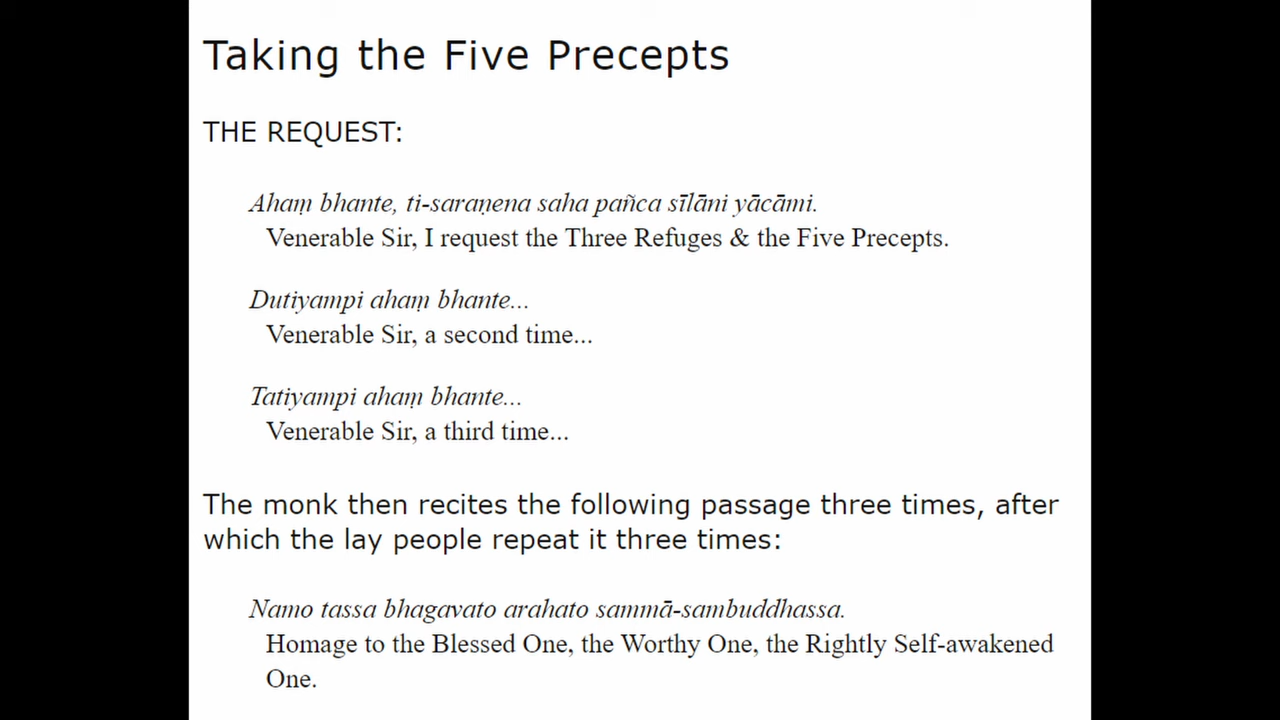 Taking the Five Precepts
THE REQUEST:
Ahaṃ bhante, ti-saraṇena saha pañca sīlāni yācāmi.
Venerable Sir, I request the Three Refuges & the Five Precepts.
Dutiyampi ahaṃ bhante...
Venerable Sir, a second time...
Tatiyampi ahaṃ bhante...
Venerable Sir, a third time...
The monk then recites the following passage three times, after
which the lay people repeat it three times:
Namo tassa bhagavato arahato sammā-sambuddhassa.
Homage to the Blessed One, the Worthy One, the Rightly Self-awakened
One.